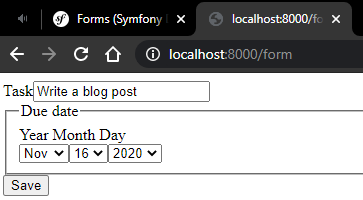 Forms (Symfony
localhost:8000/fo
localhost:8000/form
Task Write a blog post
Due date
Year Month Day
Nov 16 2020
Save